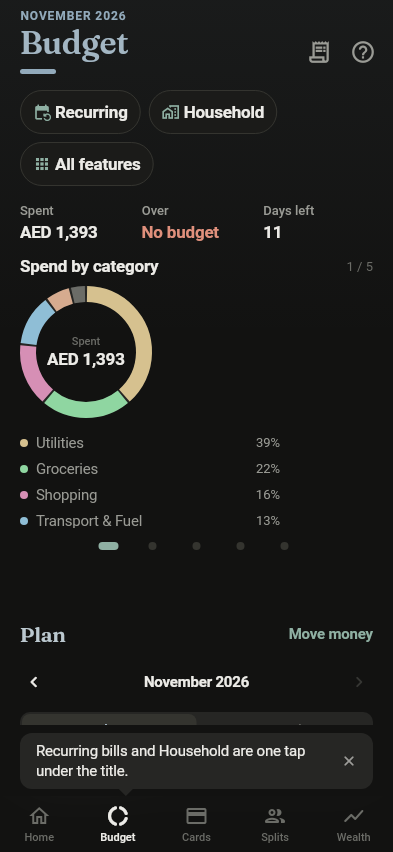 NOVEMBER 2026
Budget
Recurring
Household
All features
Spent
Over
Days left
AED 1,393
No budget
11
Spend by category
1 / 5
Spent
AED 1,393
Utilities 39%
Groceries 22%
Shopping 16%
Transport & Fuel 13%
Plan
Move money
November 2026
Recurring bills and Household are one tap
under the title.
Home
Budget
Cards
Splits
Wealth